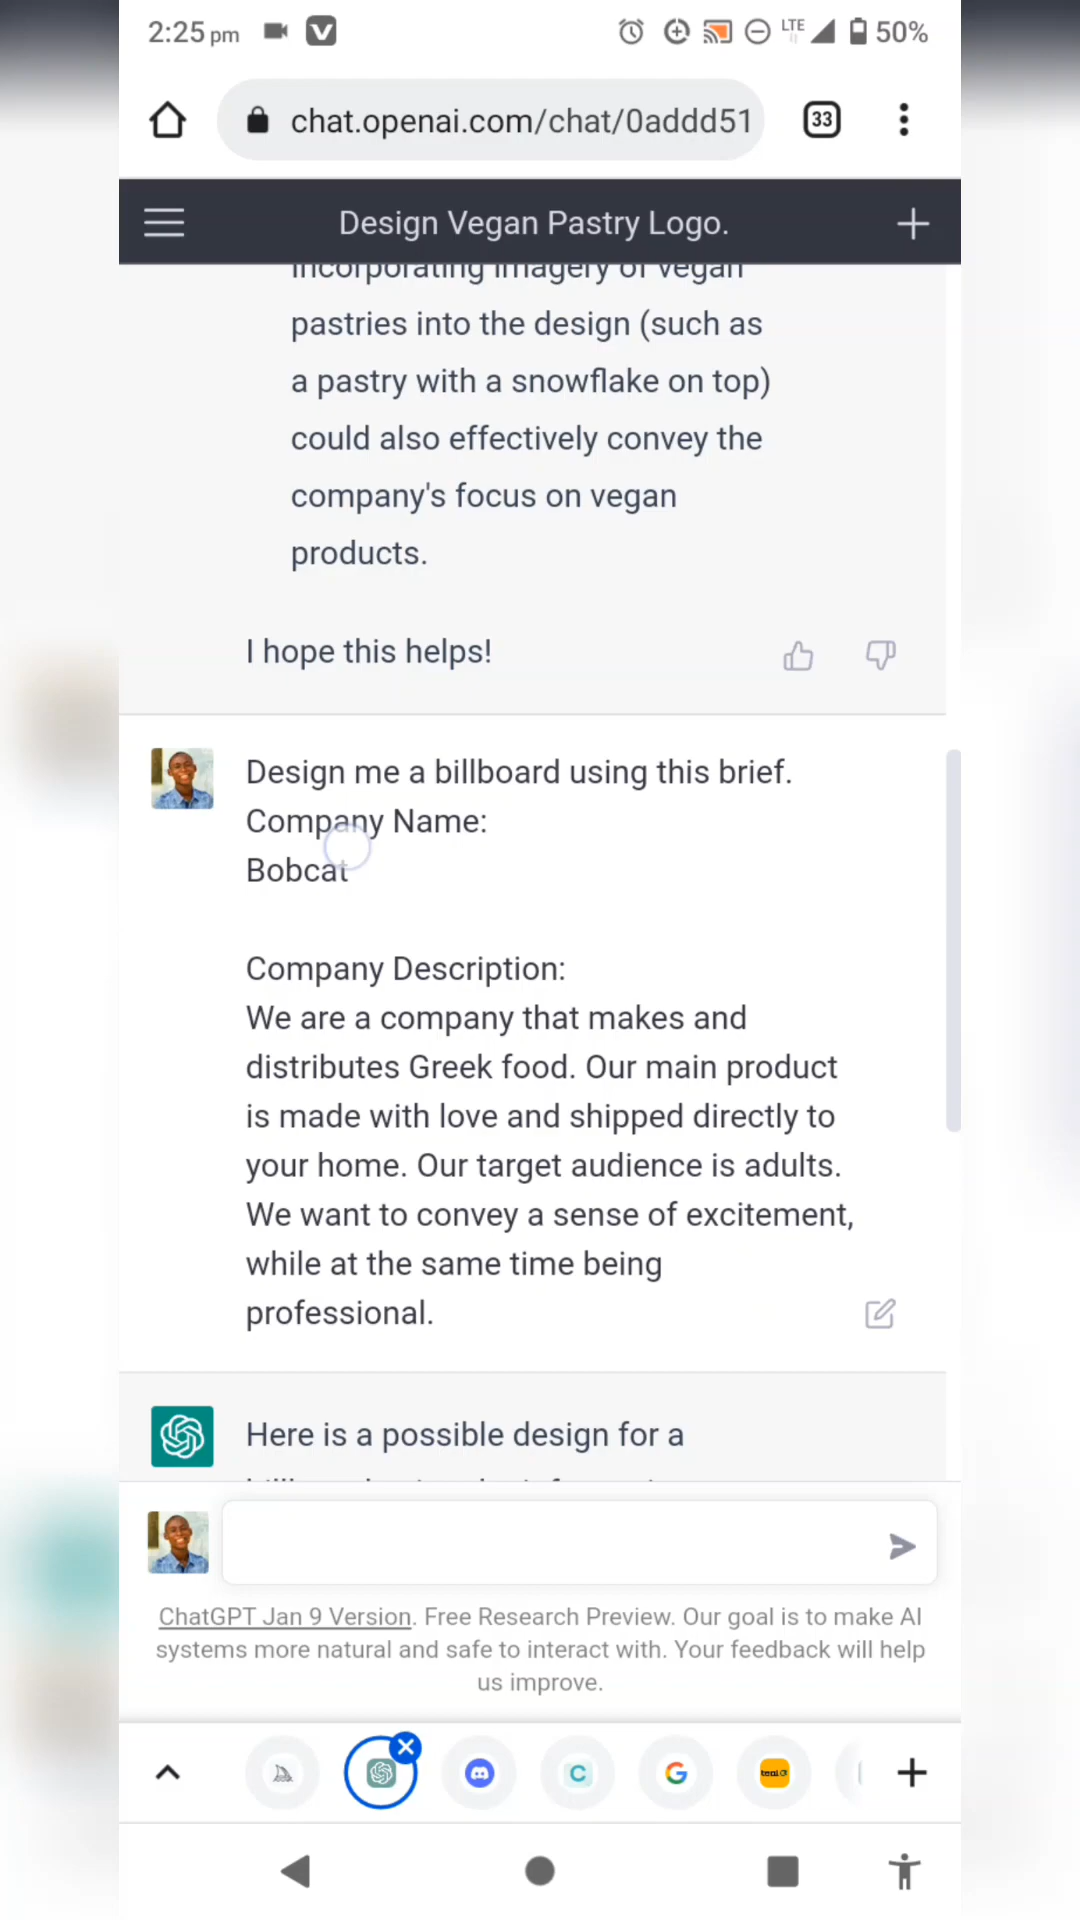 2:25 pm
LTE
50%
chat.openai.com/chat/0addd51
33
Design Vegan Pastry Logo.
incorporating imagery of vegan
pastries into the design (such as
a pastry with a snowflake on top)
could also effectively convey the
company's focus on vegan
products.
I hope this helps!
Design me a billboard using this brief.
Company Name:
Bobcat
Company Description:
We are a company that makes and
distributes Greek food. Our main product
is made with love and shipped directly to
your home. Our target audience is adults.
We want to convey a sense of excitement,
while at the same time being
professional.
Here is a possible design for a
ChatGPT Jan 9 Version. Free Research Preview. Our goal is to make AI
systems more natural and safe to interact with. Your feedback will help
us improve.